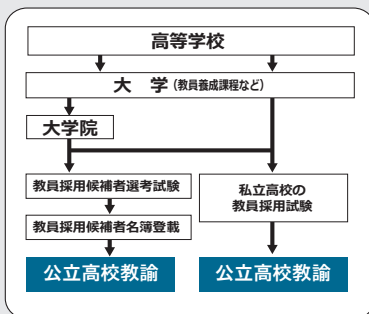 高等学校
大 学（教員養成課程など）
大学院
教員採用候補者選考試験
私立高校の
教員採用試験
教員採用候補者名簿登載
公立高校教諭
公立高校教諭